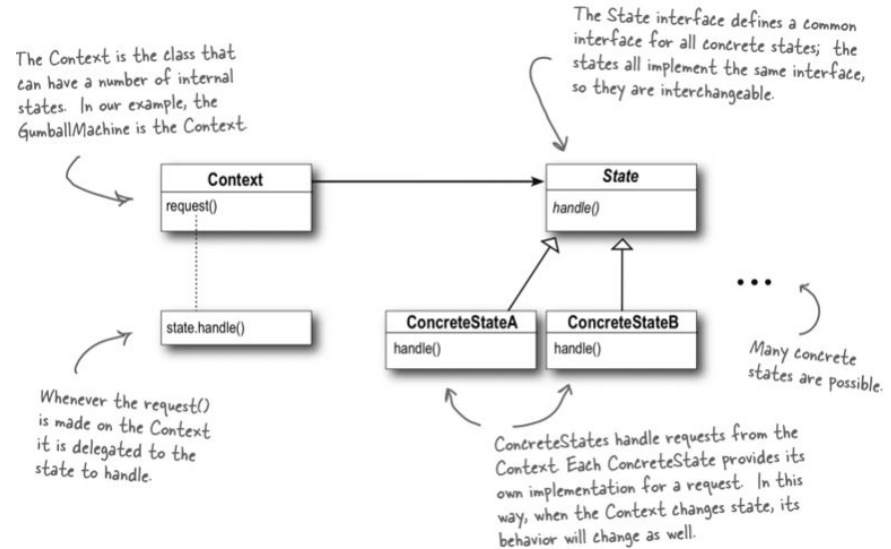 The Context is the class that
can have a number of internal
states. In our example, the
GumballMachine is the Context.
The State interface defines a common
interface for all concrete states; the
states all implement the same interface,
so they are interchangeable.
Context
request()
State
handle()
state.handle()
ConcreteStateA
handle()
ConcreteStateB
handle()
Many concrete
states are possible.
Whenever the request()
is made on the Context
it is delegated to the
state to handle.
ConcreteStates handle requests from the
Context. Each ConcreteState provides its
own implementation for a request. In this
way, when the Context changes state, its
behavior will change as well.